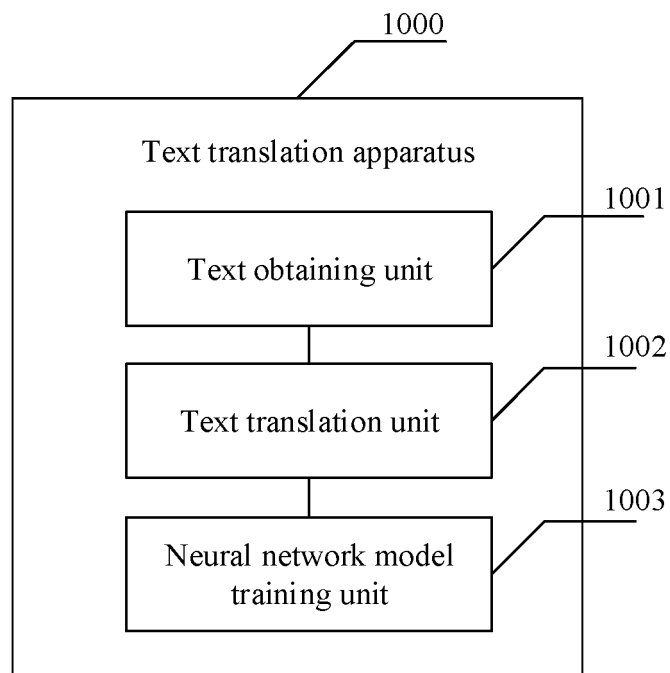 1000
Text translation apparatus
1001
Text obtaining unit
1002
Text translation unit
1003
Neural network model
training unit